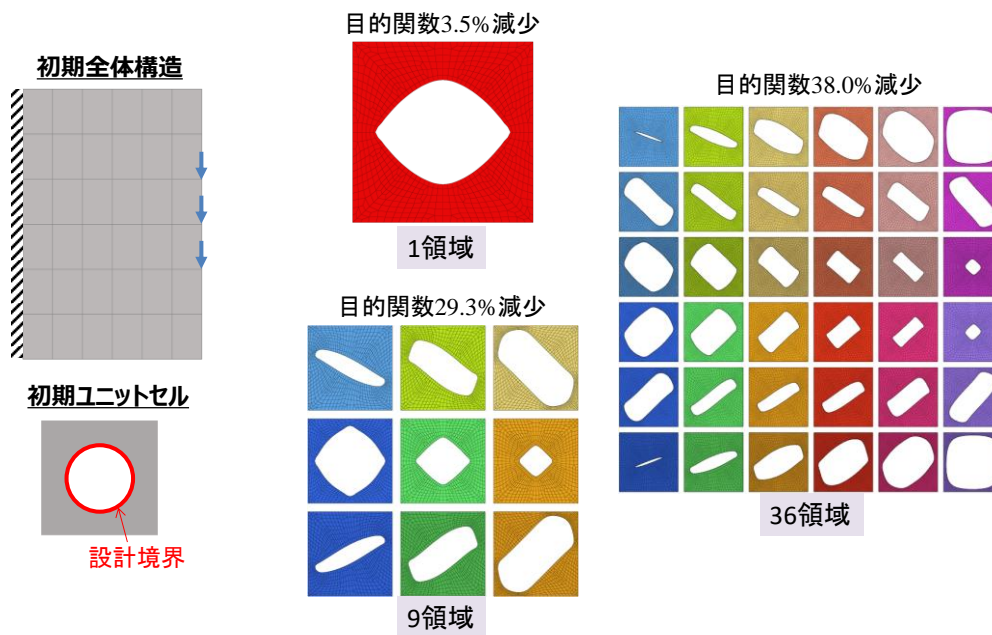 初期全体構造
初期ユニットセル
設計境界
目的関数3.5%減少
1領域
目的関数29.3%減少
9領域
目的関数38.0%減少
36領域